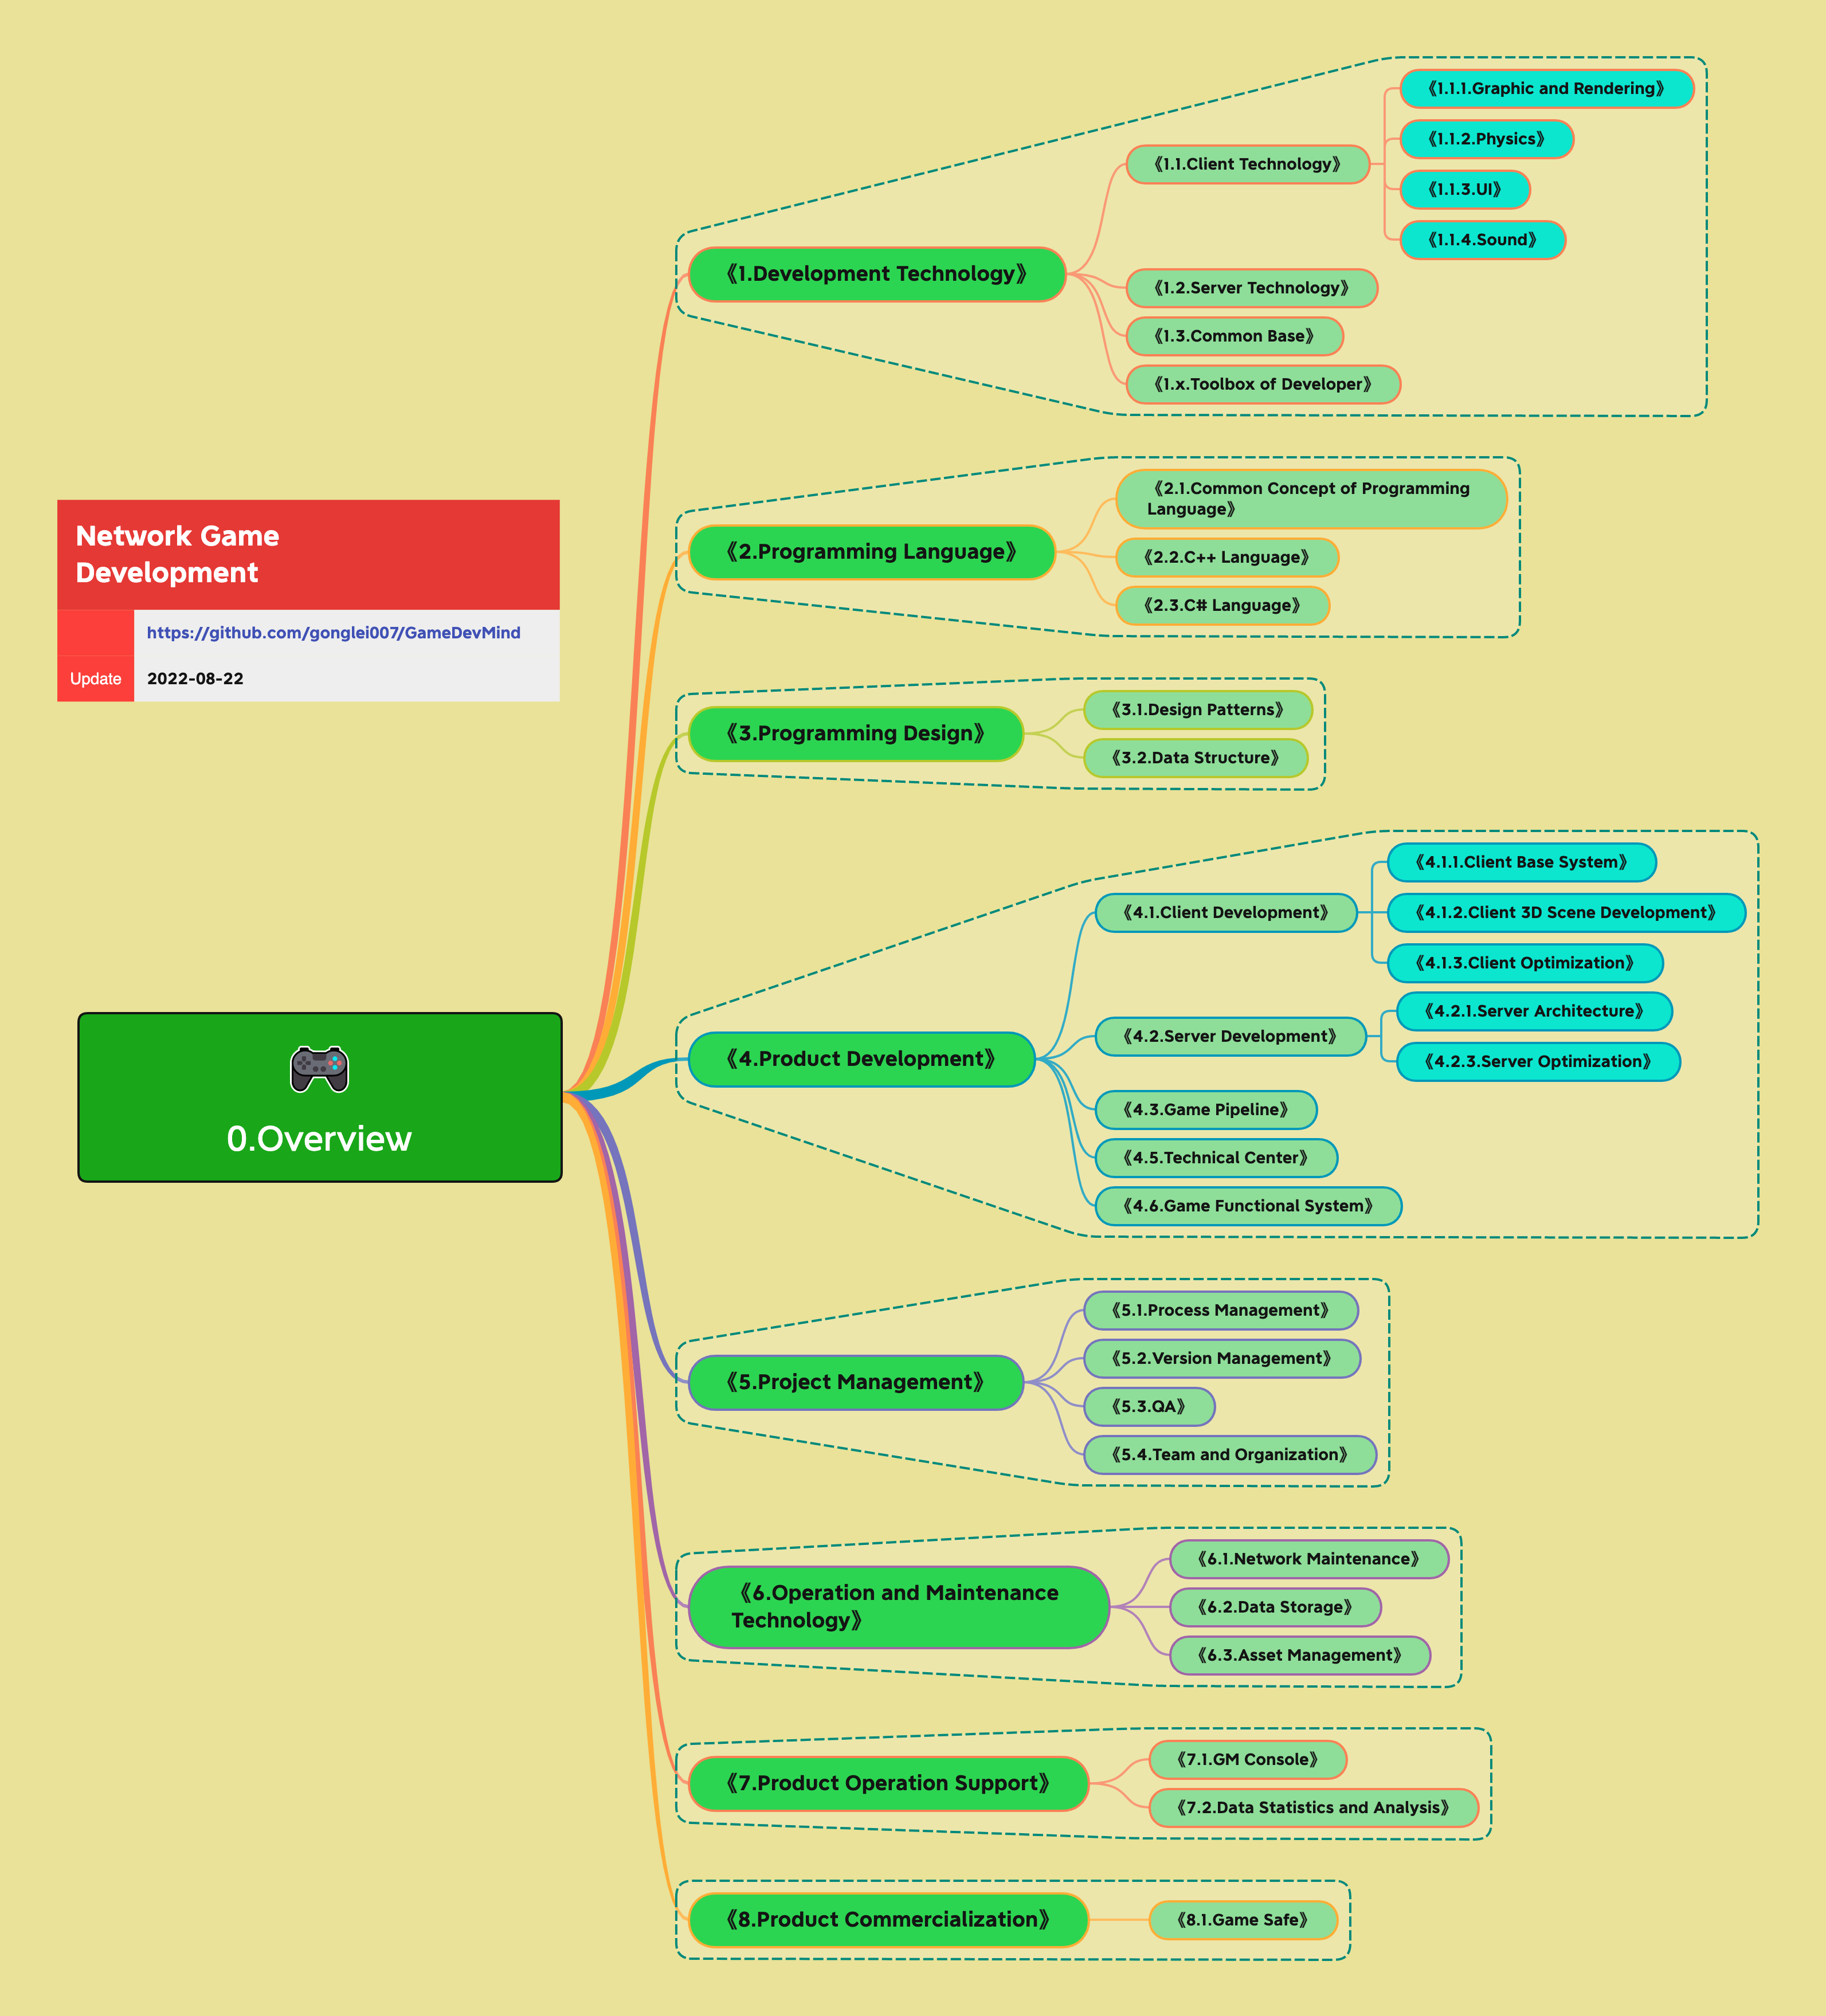 Network Game
Development
https://github.com/gonglei007/GameDevMind
Update 2022-08-22
0.Overview
《1.Development Technology》
《1.1.Client Technology》
《1.1.1.Graphic and Rendering》
《1.1.2.Physics》
《1.1.3.UI》
《1.1.4.Sound》
《1.2.Server Technology》
《1.3.Common Base》
《1.x.Toolbox of Developer》
《2.Programming Language》
《2.1.Common Concept of Programming
Language》
《2.2.C++ Language》
《2.3.C# Language》
《3.Programming Design》
《3.1.Design Patterns》
《3.2.Data Structure》
《4.Product Development》
《4.1.Client Development》
《4.1.1.Client Base System》
《4.1.2.Client 3D Scene Development》
《4.1.3.Client Optimization》
《4.2.Server Development》
《4.2.1.Server Architecture》
《4.2.3.Server Optimization》
《4.3.Game Pipeline》
《4.5.Technical Center》
《4.6.Game Functional System》
《5.Project Management》
《5.1.Process Management》
《5.2.Version Management》
《5.3.QA》
《5.4.Team and Organization》
《6.Operation and Maintenance
Technology》
《6.1.Network Maintenance》
《6.2.Data Storage》
《6.3.Asset Management》
《7.Product Operation Support》
《7.1.GM Console》
《7.2.Data Statistics and Analysis》
《8.Product Commercialization》
《8.1.Game Safe》